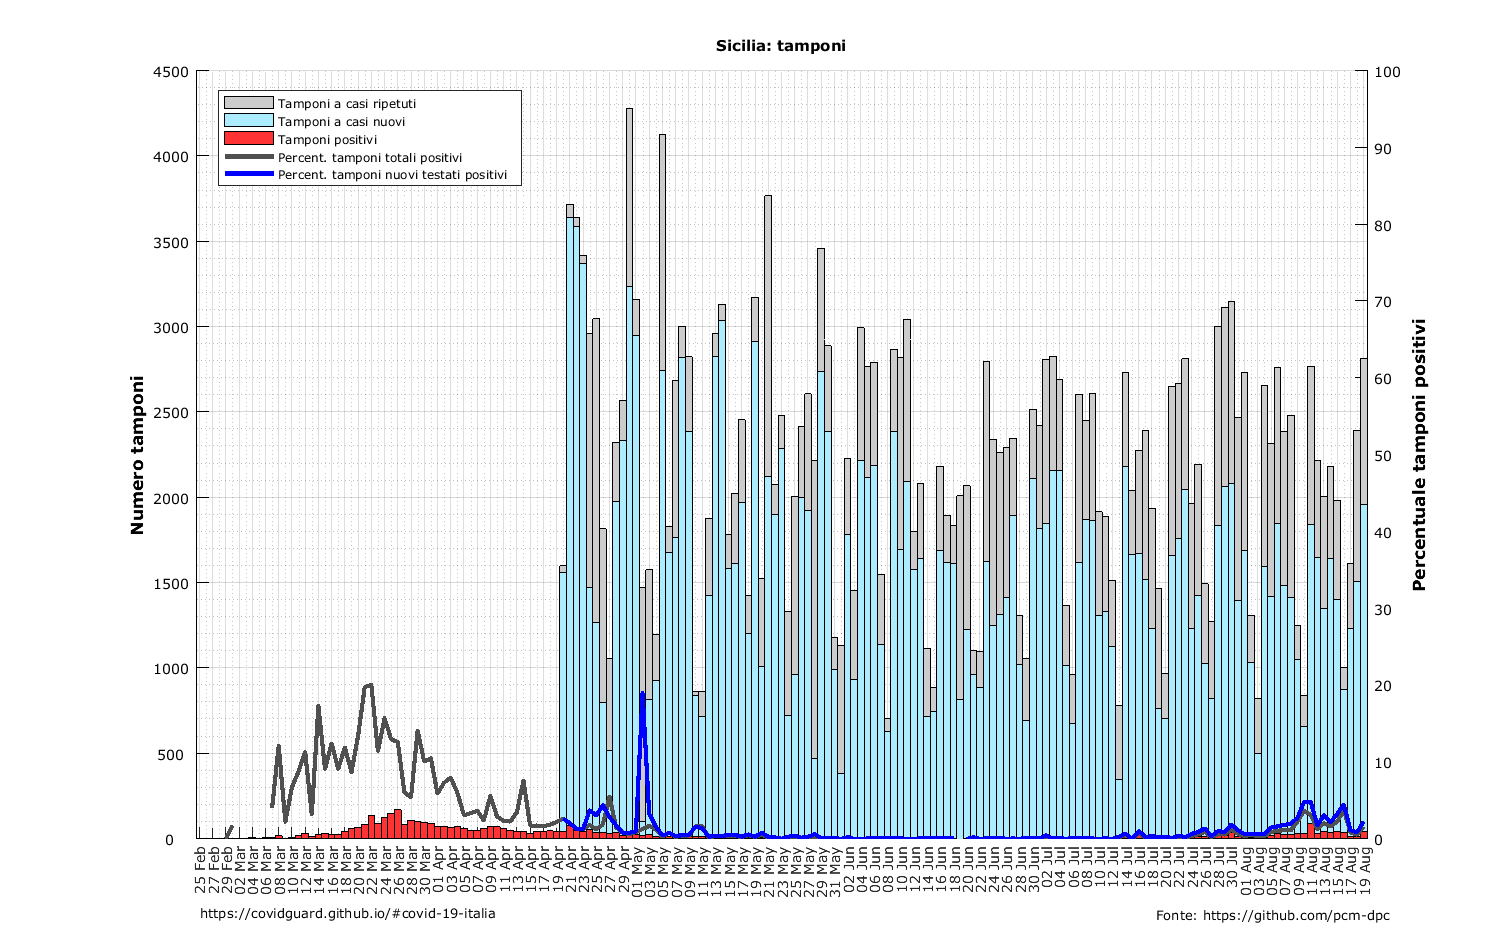 Sicilia: tamponi
Tamponi a casi ripetuti
Tamponi a casi nuovi
Tamponi positivi
Percent. tamponi totali positivi
Percent. tamponi nuovi testati positivi
Numero tamponi
4500
4000
3500
3000
2500
2000
1500
1000
500
0
Percentuale tamponi positivi
100
90
80
70
60
50
40
30
20
10
0
25 Feb
27 Feb
29 Feb
02 Mar
04 Mar
06 Mar
08 Mar
10 Mar
12 Mar
14 Mar
16 Mar
18 Mar
20 Mar
22 Mar
24 Mar
26 Mar
28 Mar
30 Mar
01 Apr
03 Apr
05 Apr
07 Apr
09 Apr
11 Apr
13 Apr
15 Apr
17 Apr
19 Apr
21 Apr
23 Apr
25 Apr
27 Apr
29 Apr
01 May
03 May
05 May
07 May
09 May
11 May
13 May
15 May
17 May
19 May
21 May
23 May
25 May
27 May
29 May
31 May
02 Jun
04 Jun
06 Jun
08 Jun
10 Jun
12 Jun
14 Jun
16 Jun
18 Jun
20 Jun
22 Jun
24 Jun
26 Jun
28 Jun
30 Jun
02 Jul
04 Jul
06 Jul
08 Jul
10 Jul
12 Jul
14 Jul
16 Jul
18 Jul
20 Jul
22 Jul
24 Jul
26 Jul
28 Jul
30 Jul
01 Aug
03 Aug
05 Aug
07 Aug
09 Aug
11 Aug
13 Aug
15 Aug
17 Aug
19 Aug
https://covidguard.github.io/#covid-19-italia
Fonte: https://github.com/pcm-dpc